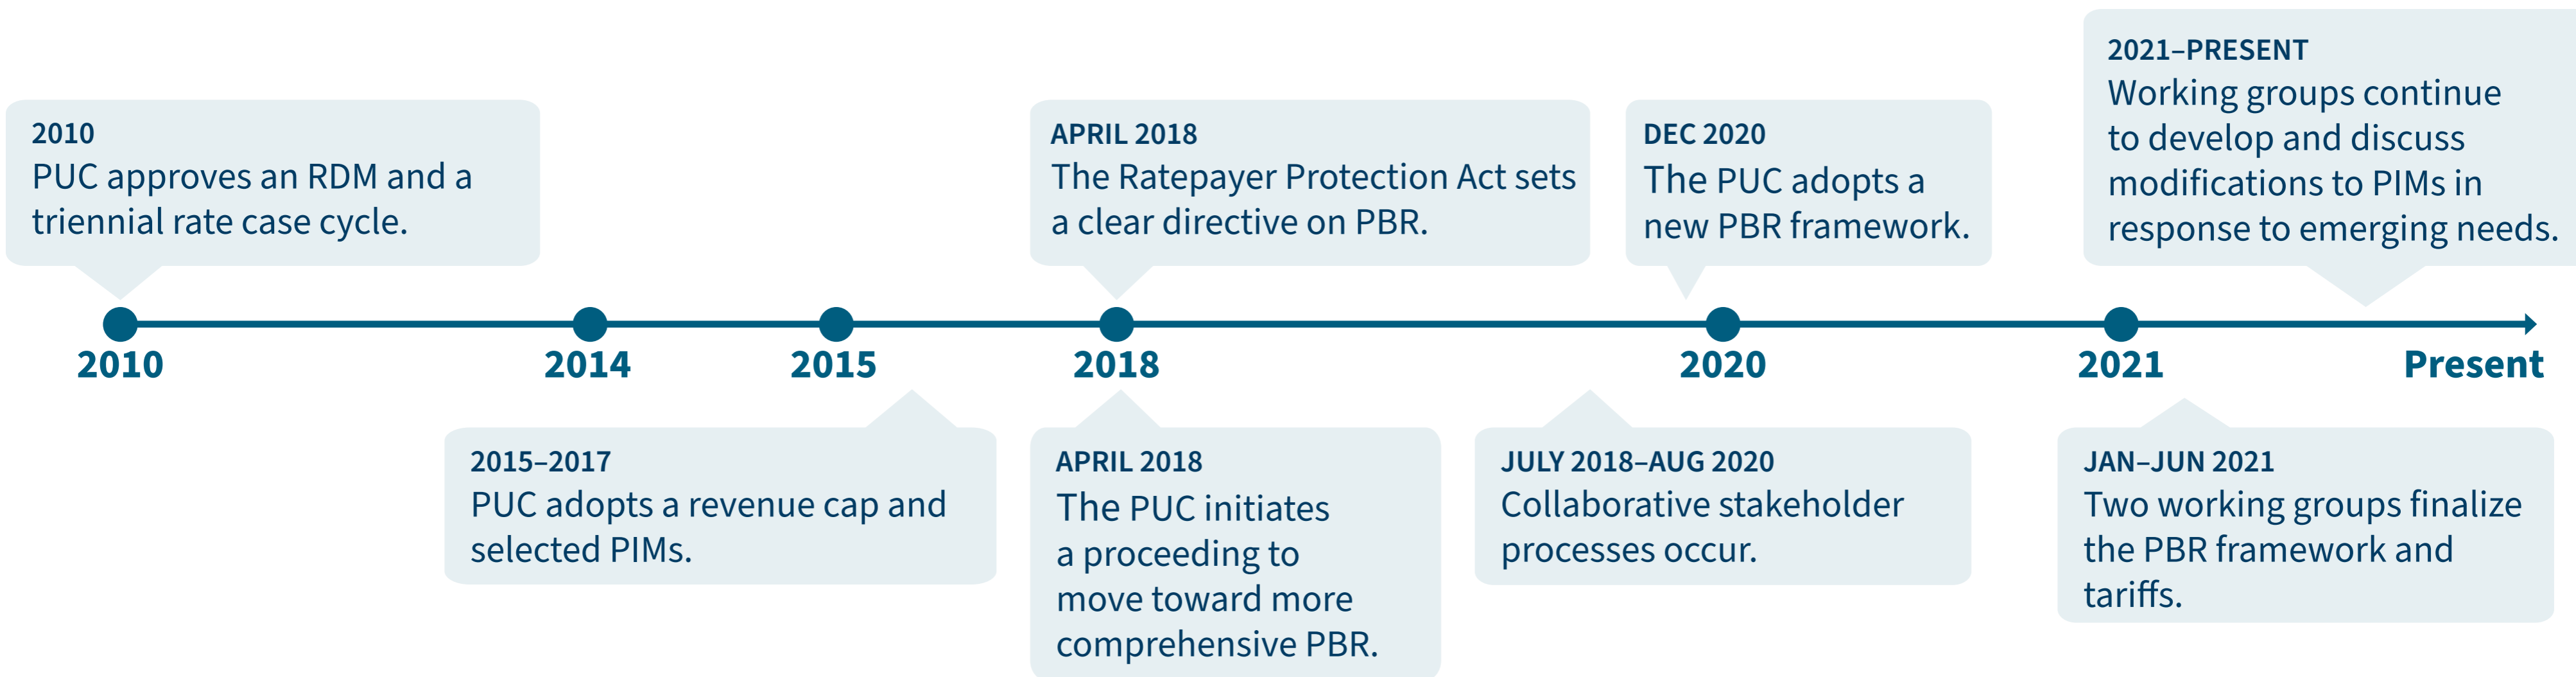 2010
PUC approves an RDM and a
triennial rate case cycle.
APRIL 2018
The Ratepayer Protection Act sets
a clear directive on PBR.
DEC 2020
The PUC adopts a
new PBR framework.
2021–PRESENT
Working groups continue
to develop and discuss
modifications to PIMs in
response to emerging needs.
2010
2014
2015
2018
2020
2021
Present
2015–2017
PUC adopts a revenue cap and
selected PIMs.
APRIL 2018
The PUC initiates
a proceeding to
move toward more
comprehensive PBR.
JULY 2018–AUG 2020
Collaborative stakeholder
processes occur.
JAN–JUN 2021
Two working groups finalize
the PBR framework and
tariffs.